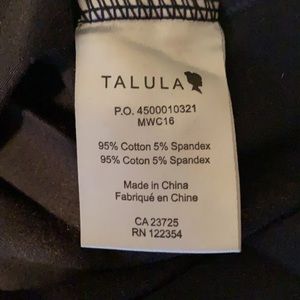 TALULA
P.O. 4500010321
MWC16
95% Cotton 5% Spandex
95% Coton 5% Spandex
Made in China
Fabriqué en Chine
CA 23725
RN 122354